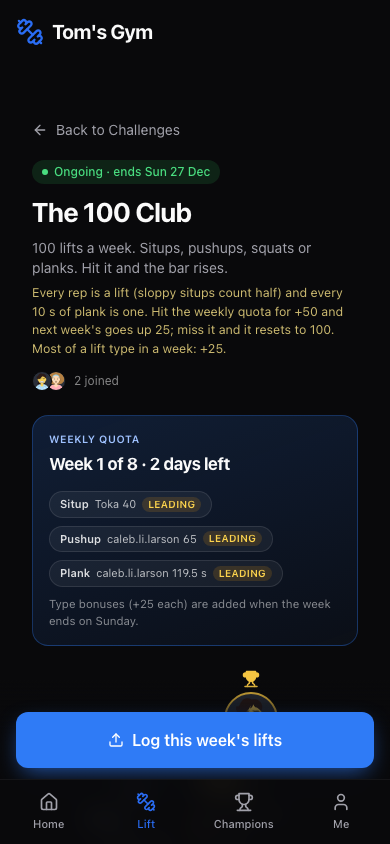 Tom's Gym
Back to Challenges
Ongoing · ends Sun 27 Dec
The 100 Club
100 lifts a week. Situps, pushups, squats or
planks. Hit it and the bar rises.
Every rep is a lift (sloppy situps count half) and every
10 s of plank is one. Hit the weekly quota for +50 and
next week's goes up 25; miss it and it resets to 100.
Most of a lift type in a week: +25.
2 joined
WEEKLY QUOTA
Week 1 of 8 · 2 days left
Situp Toka 40 LEADING
Pushup caleb.li.larson 65 LEADING
Plank caleb.li.larson 119.5 s LEADING
Type bonuses (+25 each) are added when the week
ends on Sunday.
Log this week's lifts
Home Lift Champions Me